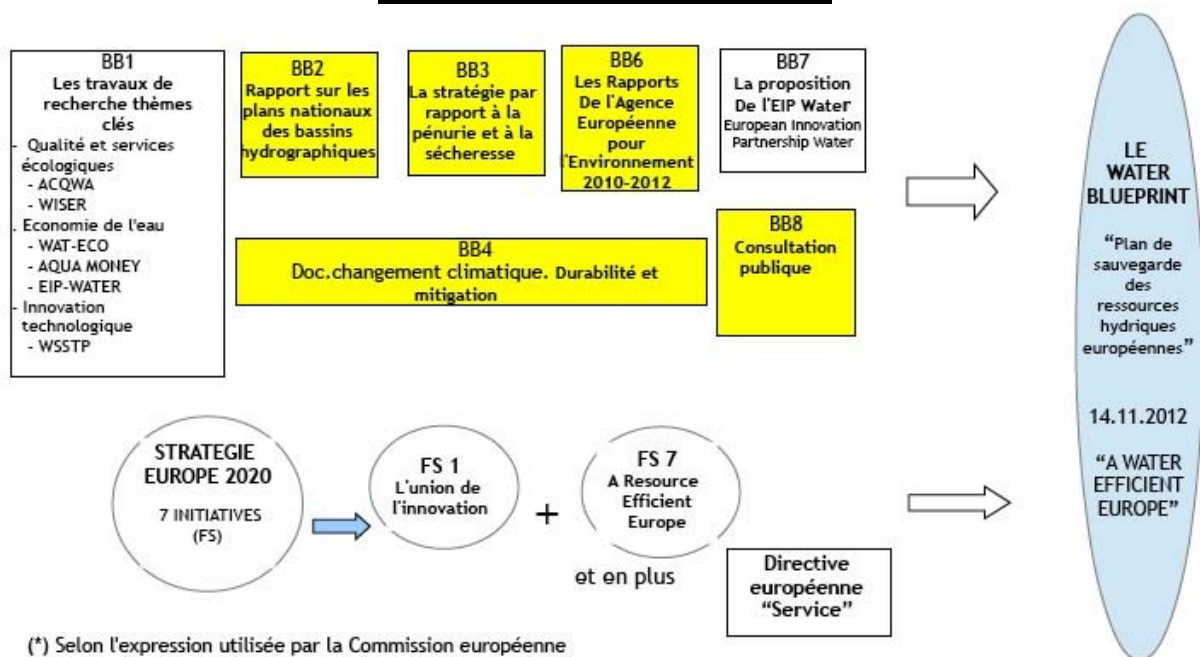 BB1
Les travaux de
recherche thèmes
clés
- Qualité et services
écologiques
- ACQWA
- WISER
. Economie de l'eau
- WAT-ECO
- AQUA MONEY
- EIP-WATER
- Innovation
technologique
- WSSTP
BB2
Rapport sur les
plans nationaux
des bassins
hydrographiques
BB3
La stratégie par
rapport à la
pénurie et à la
sécheresse
BB6
Les Rapports
De l'Agence
Européenne
pour
l'Environnement
2010-2012
BB7
La proposition
De l'EIP Water
European Innovation
Partnership Water
BB4
Doc.changement climatique. Durabilité et
mitigation
BB8
Consultation
publique
LE
WATER
BLUEPRINT
“Plan de
sauvegarde
des
ressources
hydriques
européennes”
14.11.2012
“A WATER
EFFICIENT
EUROPE”
STRATEGIE
EUROPE 2020
7 INITIATIVES
(FS)
FS 1
L'union de
l'innovation
+
FS 7
A Resource
Efficient
Europe
et en plus
Directive
européenne
“Service”
(*) Selon l'expression utilisée par la Commission européenne